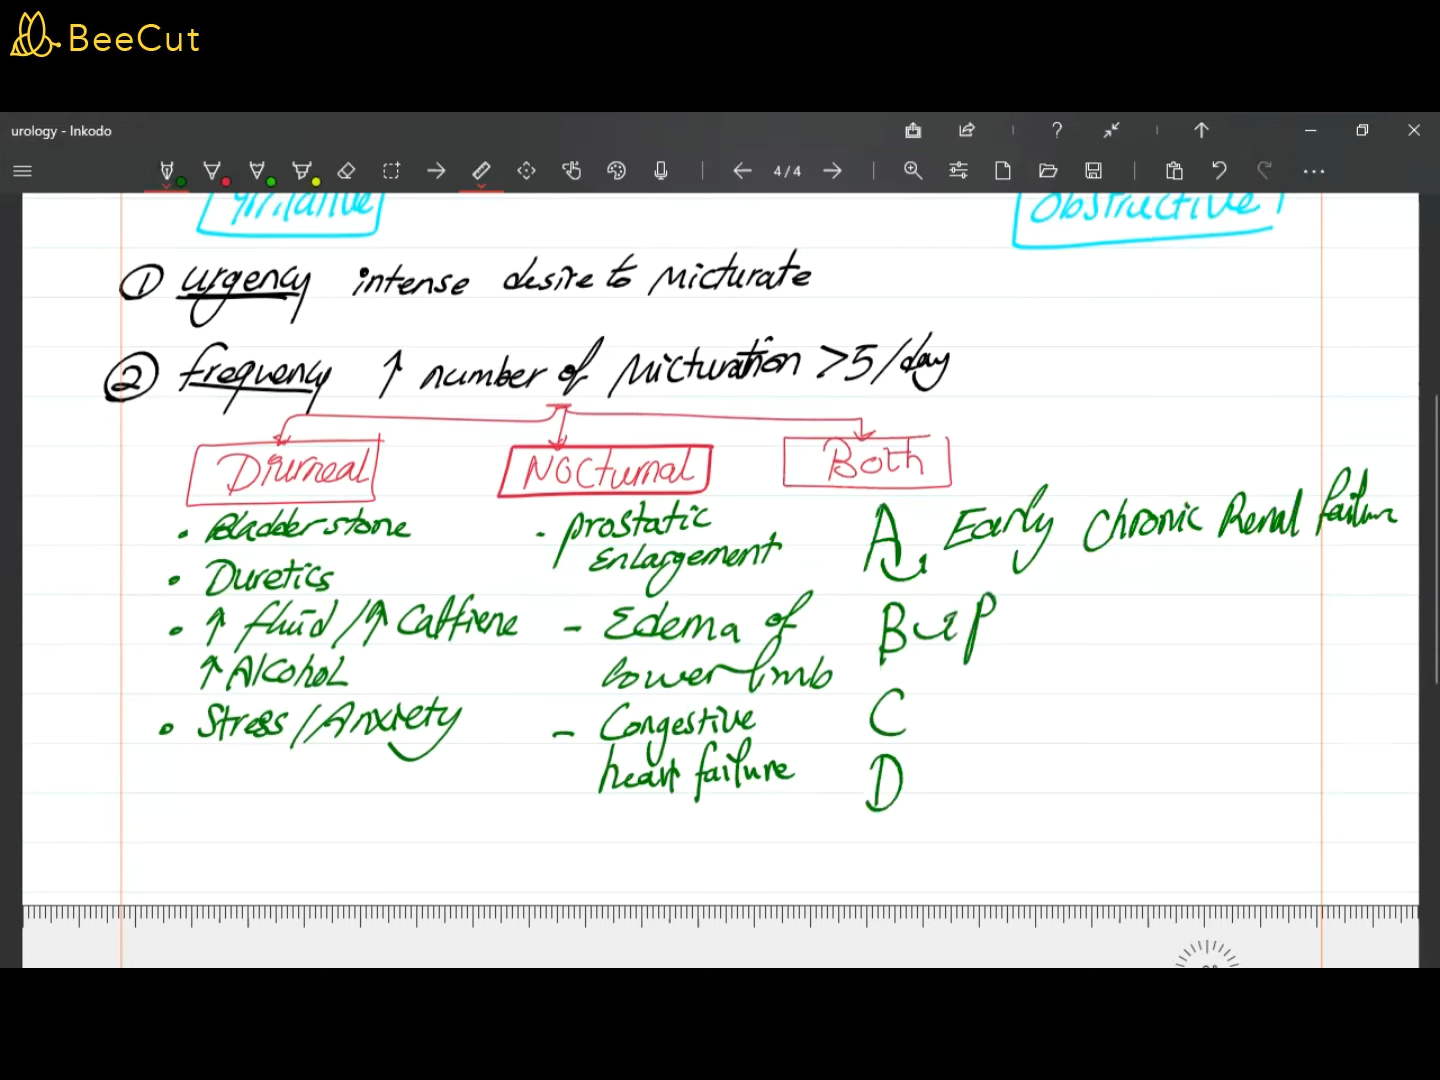 BeeCut
urology - Inkodo
4/4
Irritative
Obstructive
① urgency intense desire to Micturate
② frequency ↑ number of Micturation >5/day
Diurneal
Nocturnal
Both
• Bladder stone
• Duretics
• ↑ fluid /↑ Caffiene
↑ Alcohol
• Stress / Anxiety
- prostatic
Enlargement
- Edema of
lower limb
- Congestive
heart failure
A. Early Chronic Renal failure
B
C
D